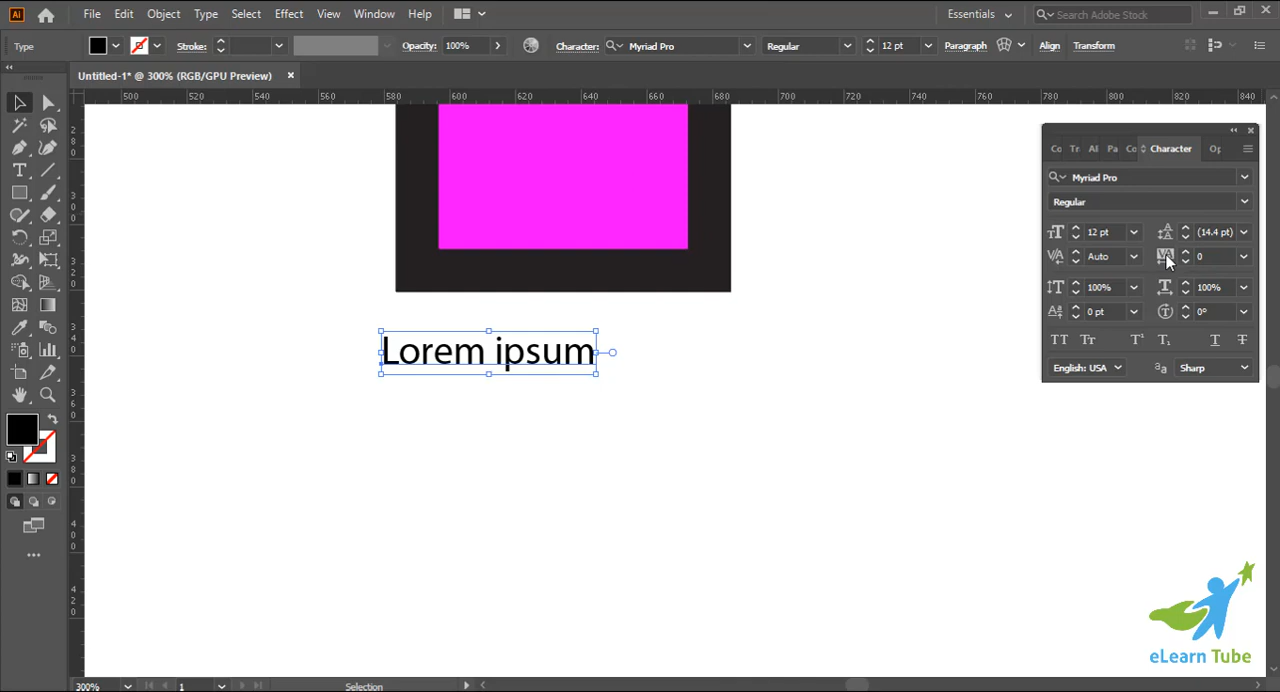 File Edit Object Type Select Effect View Window Help Essentials Search Adobe Stock
Type Stroke: Opacity: 100% Character: Myriad Pro Regular 12 pt Paragraph Align Transform
Untitled-1* @ 300% (RGB/GPU Preview)
500 520 540 560 580 600 620 640 660 680 700 720 740 760 780 800 820 840
Character
Myriad Pro
Regular
12 pt (14.4 pt)
Auto 0
100% 100%
0 pt 0°
English: USA Sharp
Lorem ipsum
eLearn Tube
300% 1 Selection